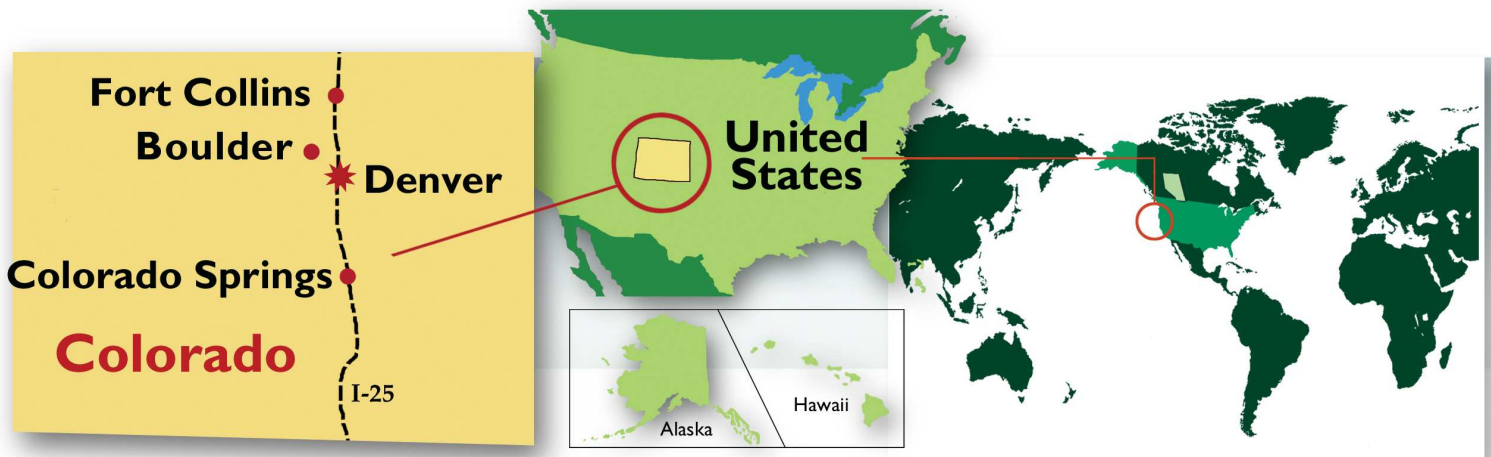 Fort Collins
Boulder
Denver
Colorado Springs
Colorado
I-25
United
States
Alaska
Hawaii